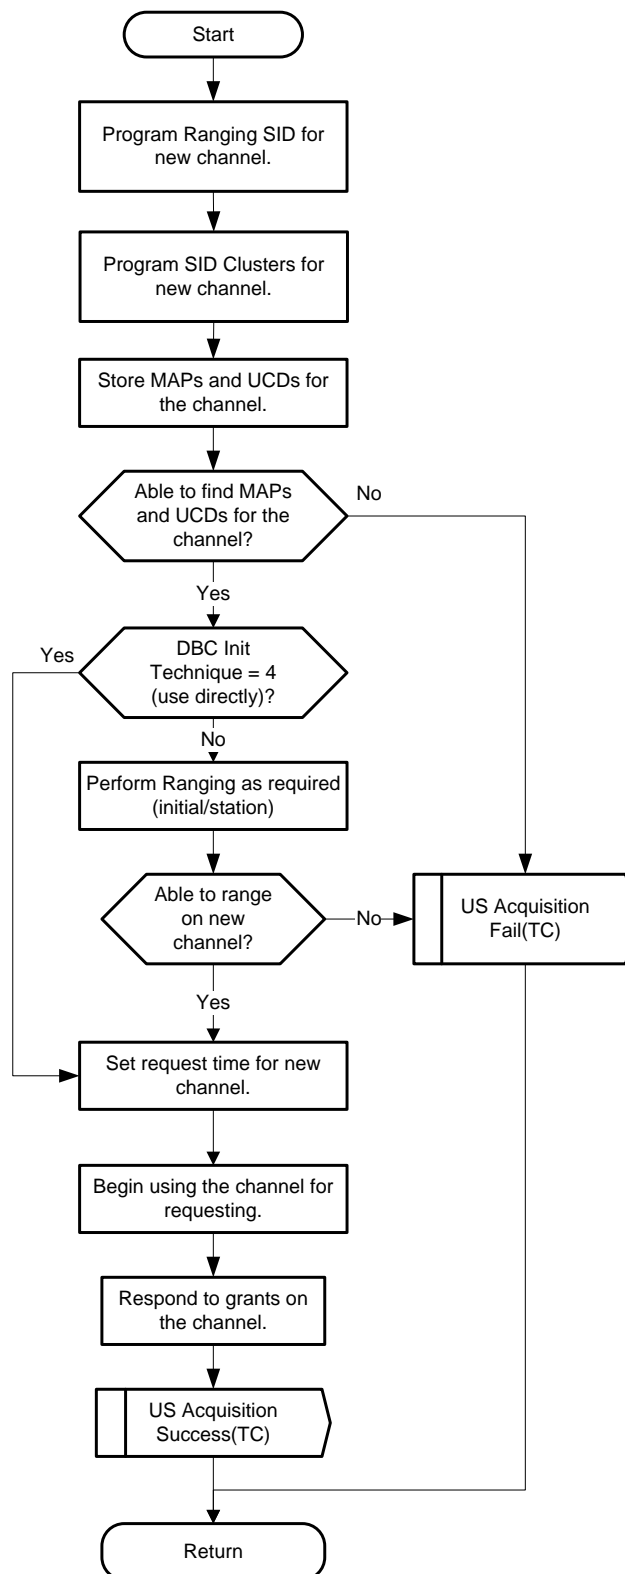 Start
Program Ranging SID for
new channel.
Program SID Clusters for
new channel.
Store MAPs and UCDs for
the channel.
Able to find MAPs
and UCDs for the
channel?
No
Yes
DBC Init
Technique = 4
(use directly)?
Yes
No
Perform Ranging as required
(initial/station)
Able to range
on new
channel?
No
US Acquisition
Fail(TC)
Yes
Set request time for new
channel.
Begin using the channel for
requesting.
Respond to grants on
the channel.
US Acquisition
Success(TC)
Return